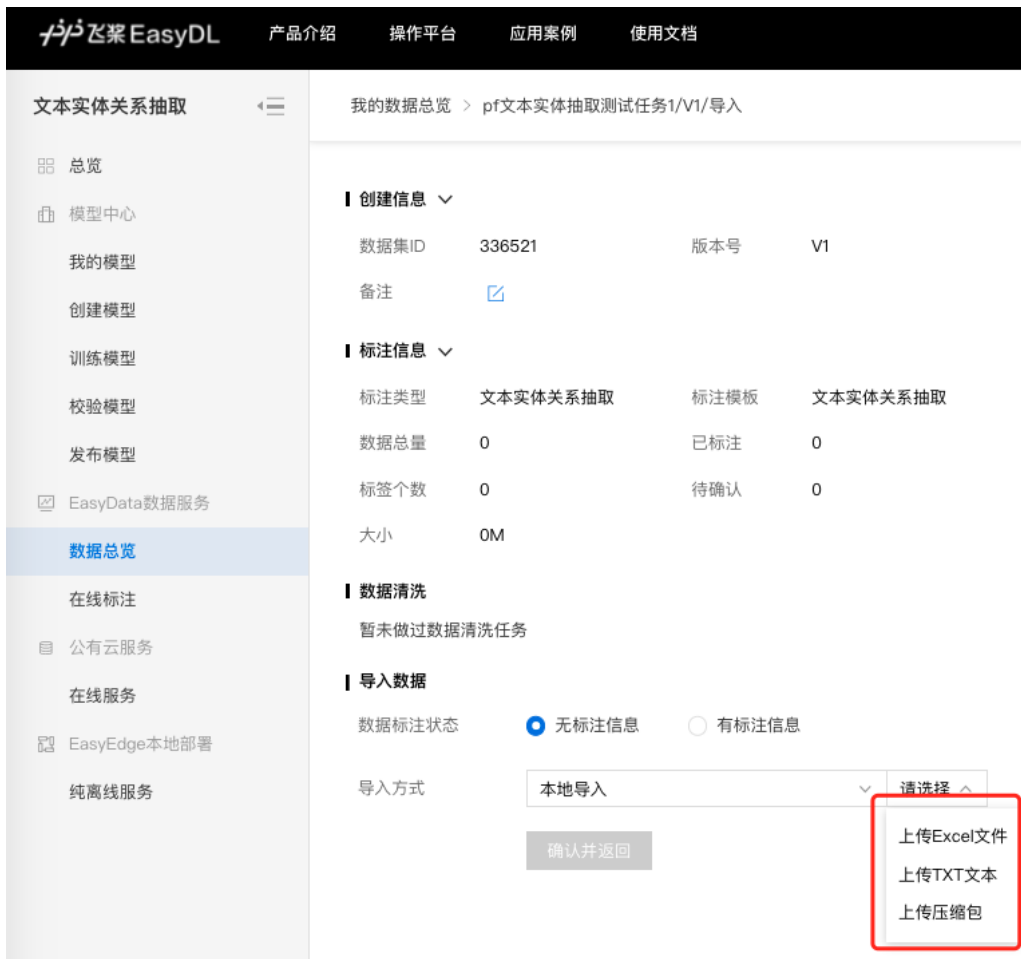 飞桨EasyDL 产品介绍 操作平台 应用案例 使用文档
文本实体关系抽取
总览
模型中心
我的模型
创建模型
训练模型
校验模型
发布模型
EasyData数据服务
数据总览
在线标注
公有云服务
在线服务
EasyEdge本地部署
纯离线服务
我的数据总览 > pf文本实体抽取测试任务1/V1/导入
创建信息
数据集ID 336521 版本号 V1
备注
标注信息
标注类型 文本实体关系抽取 标注模板 文本实体关系抽取
数据总量 0 已标注 0
标签个数 0 待确认 0
大小 0M
数据清洗
暂未做过数据清洗任务
导入数据
数据标注状态 无标注信息 有标注信息
导入方式 本地导入 请选择
上传Excel文件
上传TXT文本
上传压缩包
确认并返回